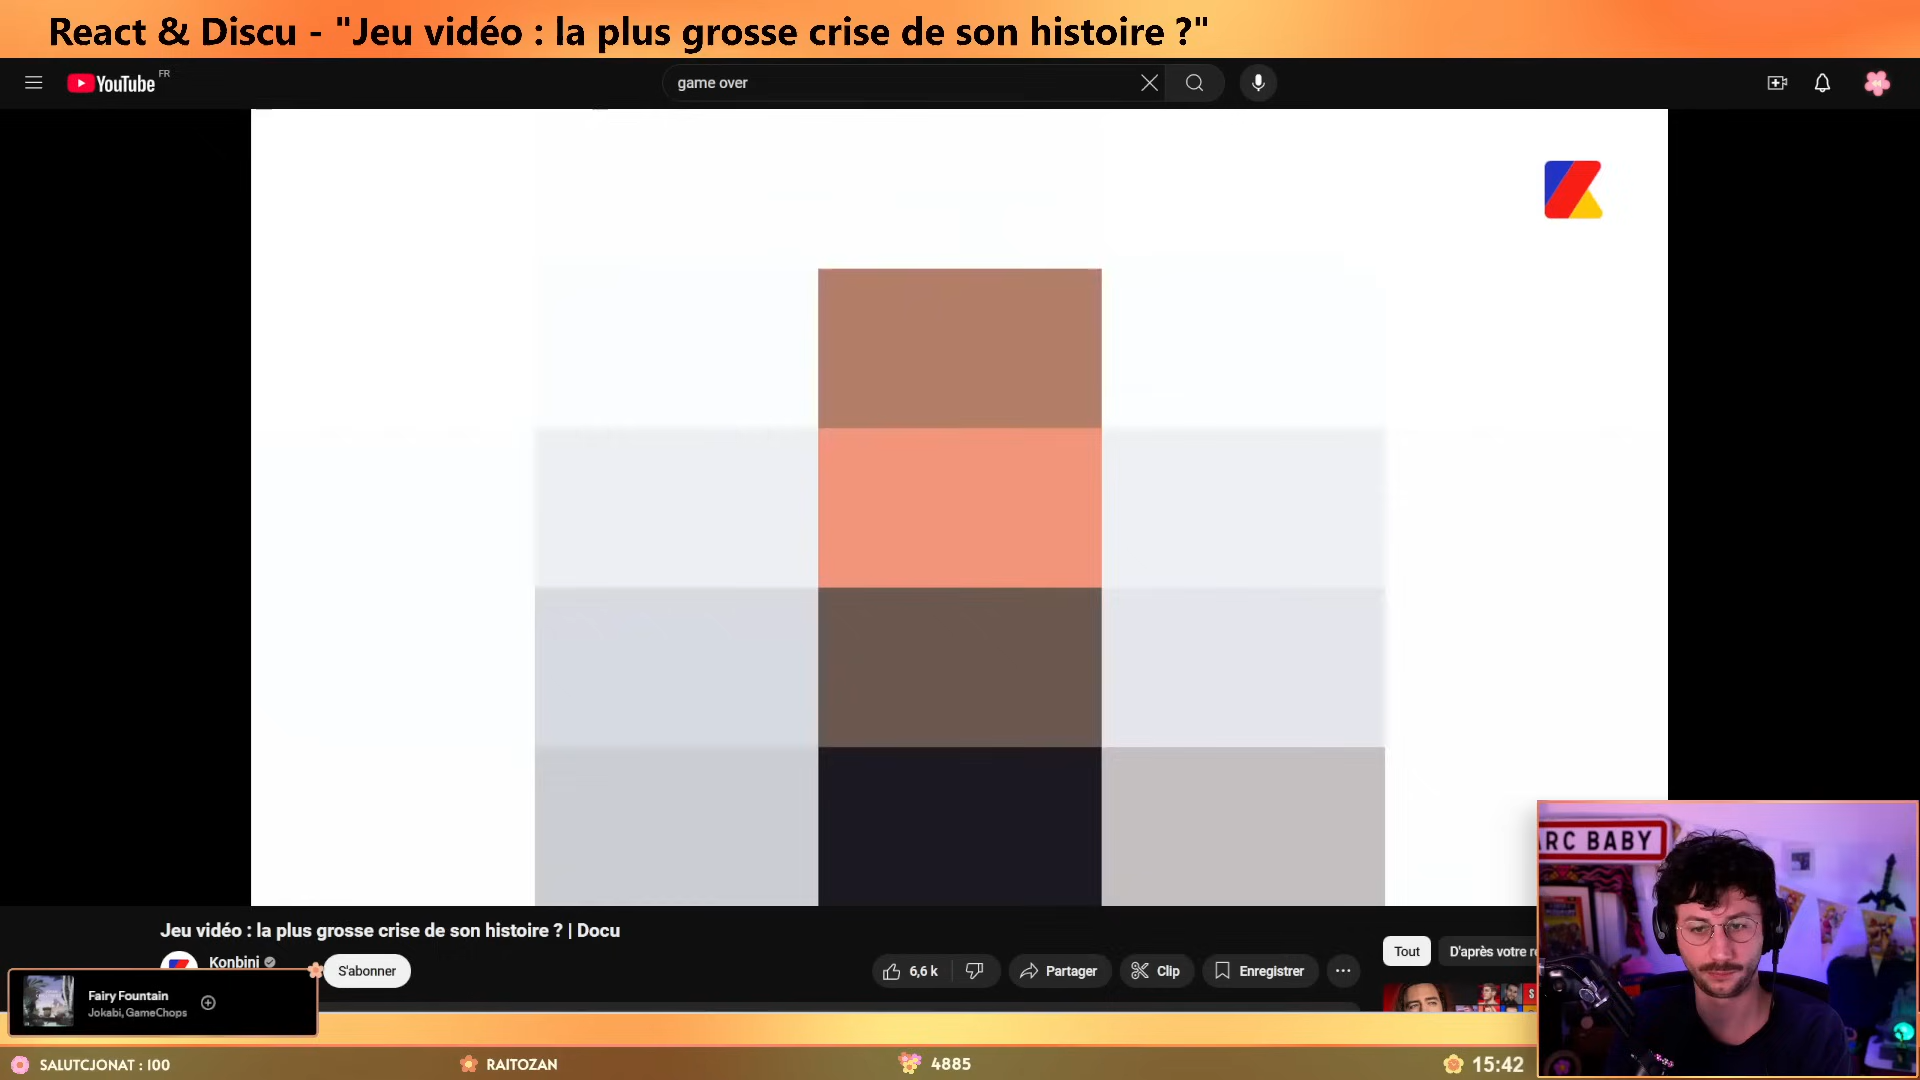 React & Discu - "Jeu vidéo : la plus grosse crise de son histoire ?"
YouTube FR
game over
Jeu vidéo : la plus grosse crise de son histoire ? | Docu
Konbini
S'abonner
6,6 k
Partager
Clip
Enregistrer
Tout
D'après votre
Fairy Fountain
Jokabi, GameChops
ARC BABY
SALUTCJONAT : 100
RAITOZAN
4885
15:42